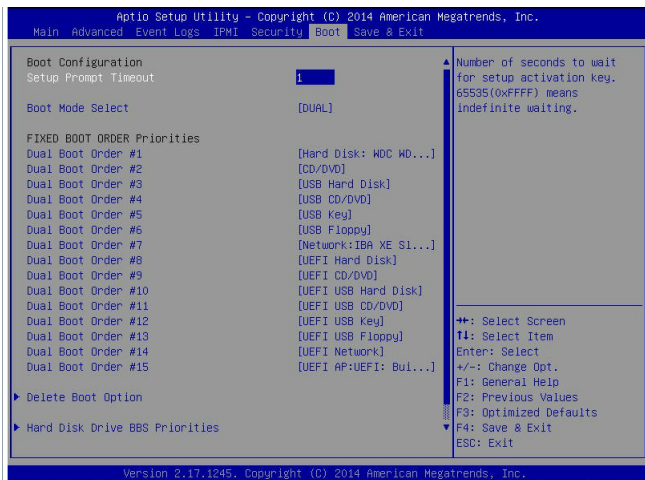 Aptio Setup Utility – Copyright (C) 2014 American Megatrends, Inc.
Main Advanced Event Logs IPMI Security Boot Save & Exit
Boot Configuration
Setup Prompt Timeout 1
Boot Mode Select [DUAL]
FIXED BOOT ORDER Priorities
Dual Boot Order #1 [Hard Disk: WDC WD...]
Dual Boot Order #2 [CD/DVD]
Dual Boot Order #3 [USB Hard Disk]
Dual Boot Order #4 [USB CD/DVD]
Dual Boot Order #5 [USB Key]
Dual Boot Order #6 [USB Floppy]
Dual Boot Order #7 [Network:IBA XE Sl...]
Dual Boot Order #8 [UEFI Hard Disk]
Dual Boot Order #9 [UEFI CD/DVD]
Dual Boot Order #10 [UEFI USB Hard Disk]
Dual Boot Order #11 [UEFI USB CD/DVD]
Dual Boot Order #12 [UEFI USB Key]
Dual Boot Order #13 [UEFI USB Floppy]
Dual Boot Order #14 [UEFI Network]
Dual Boot Order #15 [UEFI AP:UEFI: Bui...]
Delete Boot Option
Hard Disk Drive BBS Priorities
Number of seconds to wait
for setup activation key.
65535(0xFFFF) means
indefinite waiting.
→←: Select Screen
↑↓: Select Item
Enter: Select
+/-: Change Opt.
F1: General Help
F2: Previous Values
F3: Optimized Defaults
F4: Save & Exit
ESC: Exit
Version 2.17.1245. Copyright (C) 2014 American Megatrends, Inc.